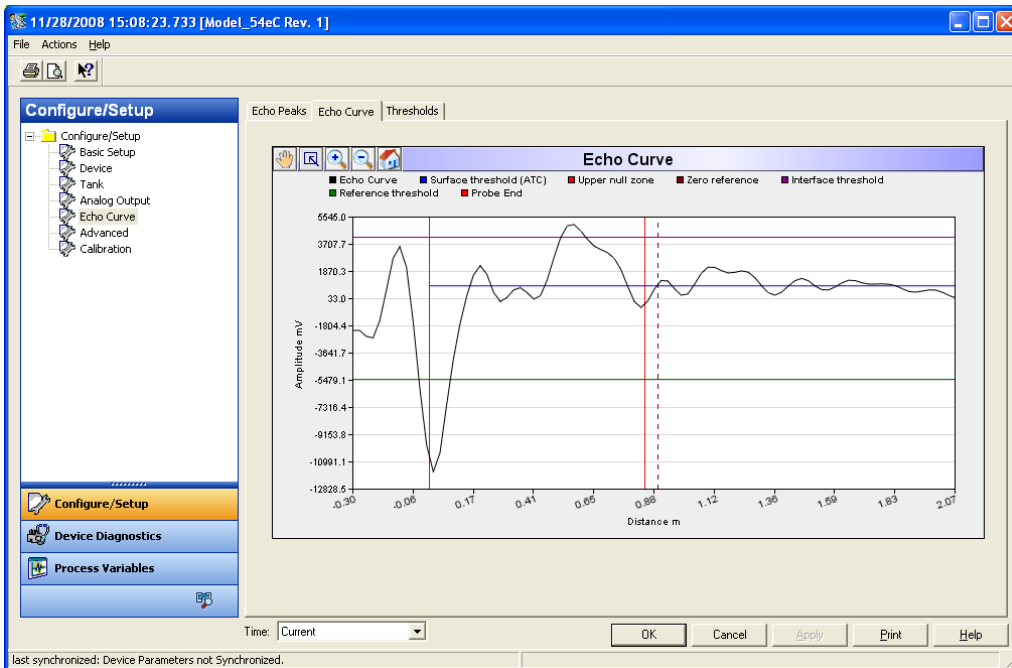 11/28/2008 15:08:23.733 [Model_54eC Rev. 1]
File Actions Help
Configure/Setup
Configure/Setup
Basic Setup
Device
Tank
Analog Output
Echo Curve
Advanced
Calibration
Configure/Setup
Device Diagnostics
Process Variables
Echo Peaks Echo Curve Thresholds
Echo Curve
Echo Curve Surface threshold (ATC) Upper null zone Zero reference Interface threshold
Reference threshold Probe End
Amplitude mV
5546.0
3707.7
1870.3
33.0
-1804.4
-3641.7
-5479.1
-7316.4
-9153.8
-10991.1
-12828.5
-0.30 -0.06 0.17 0.41 0.65 0.88 1.12 1.36 1.59 1.83 2.07
Distance m
Time: Current
OK Cancel Apply Print Help
last synchronized: Device Parameters not Synchronized.